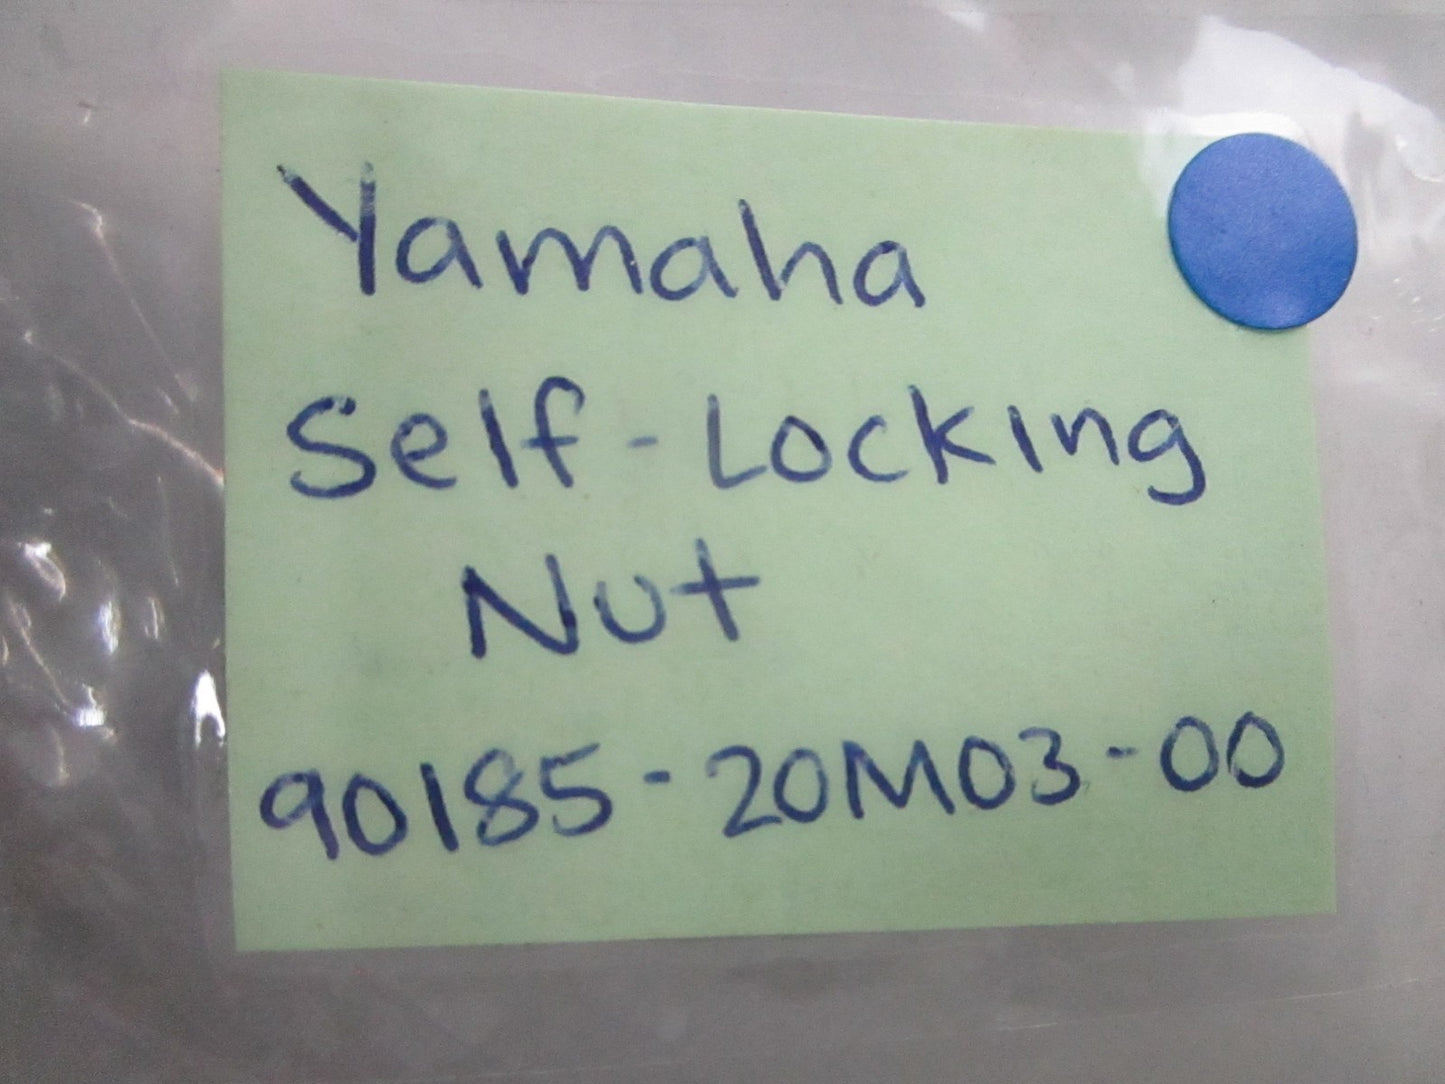 Yamaha
Self-Locking
Nut
90185-20M03-00